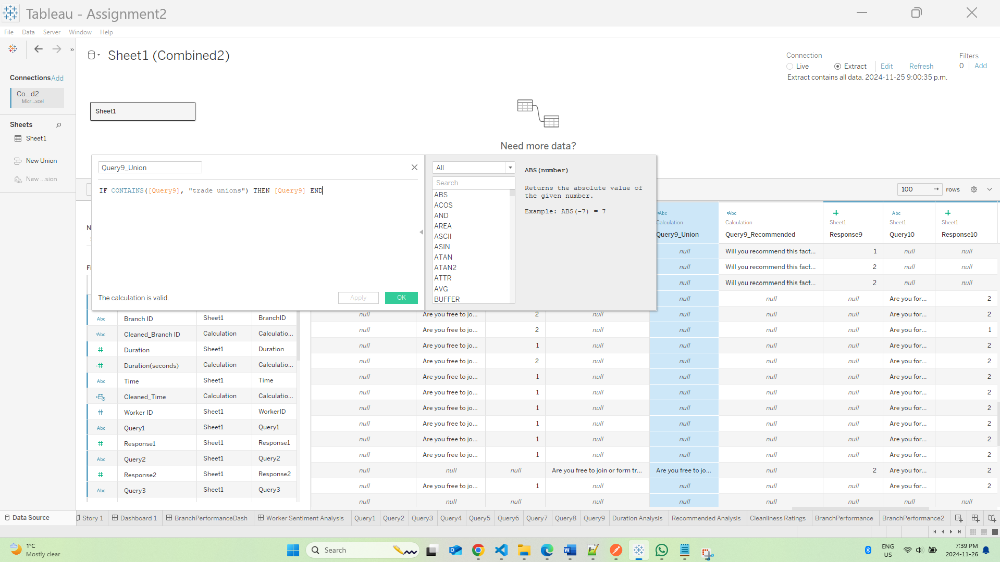 Tableau - Assignment2
File Data Server Window Help
Sheet1 (Combined2)
Connection
Live Extract Edit Refresh
Extract contains all data. 2024-11-25 9:00:35 p.m.
Filters
0 Add
Connections Add
Co...d2
Micr...xcel
Sheets
Sheet1
New Union
New ...sion
Sheet1
Need more data?
Query9_Union
IF CONTAINS([Query9], "trade unions") THEN [Query9] END
The calculation is valid.
Apply OK
All
Search
ABS
ACOS
AND
AREA
ASCII
ASIN
ATAN
ATAN2
ATTR
AVG
BUFFER
ABS(number)
Returns the absolute value of
the given number.
Example: ABS(-7) = 7
100 rows
N
Fi
Abc Abc # Abc #
Calculation Calculation Sheet1 Sheet1 Sheet1
Query9_Union Query9_Recommended Response9 Query10 Response10
null Will you recommend this fact... 1 null null
null Will you recommend this fact... 2 null null
null Will you recommend this fact... 2 null null
null null null Are you for... 2
Abc Branch ID Sheet1 BranchID
Abc Cleaned_Branch ID Calculation Calculatio...
# Duration Sheet1 Duration
# Duration(seconds) Calculation Calculatio...
Abc Time Sheet1 Time
Cleaned_Time Calculation Calculatio...
# Worker ID Sheet1 WorkerID
Abc Query1 Sheet1 Query1
# Response1 Sheet1 Response1
Abc Query2 Sheet1 Query2
# Response2 Sheet1 Response2
Abc Query3 Sheet1 Query3
null Are you free to jo... 2 null null null null Are you for... 2
null Are you free to jo... 2 null null null null Are you for... 1
null Are you free to jo... 1 null null null null Are you for... 2
null Are you free to jo... 2 null null null null Are you for... 2
null Are you free to jo... 1 null null null null Are you for... 2
null Are you free to jo... 1 null null null null Are you for... 2
null Are you free to jo... 1 null null null null Are you for... 2
null Are you free to jo... 1 null null null null Are you for... 2
null Are you free to jo... 1 null null null null Are you for... 2
null Are you free to jo... 1 null null null null Are you for... 2
null null null Are you free to join or form tr... Are you free to jo... null 2 Are you for... 2
null Are you free to jo... 1 null null null null Are you for... 2
null null null null null null null null null
Data Source Story 1 Dashboard 1 BranchPerformanceDash Worker Sentiment Analysis Query1 Query2 Query3 Query4 Query5 Query6 Query7 Query8 Query9 Duration Analysis Recommended Analysis Cleanliness Ratings BranchPerformance BranchPerformance2
1°C
Mostly clear
Search
ENG
US
7:39 PM
2024-11-26